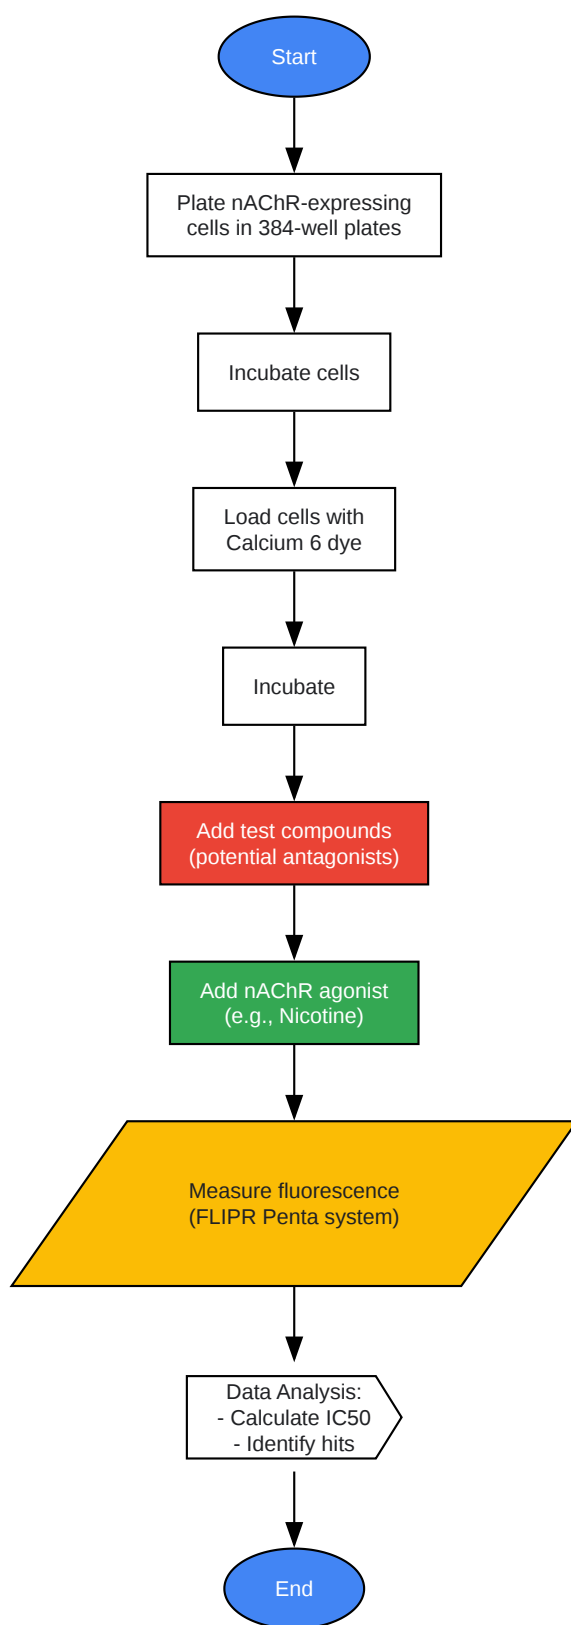 Start
Plate nAChR-expressing
cells in 384-well plates
Incubate cells
Load cells with
Calcium 6 dye
Incubate
Add test compounds
(potential antagonists)
Add nAChR agonist
(e.g., Nicotine)
Measure fluorescence
(FLIPR Penta system)
Data Analysis:
- Calculate IC50
- Identify hits
End